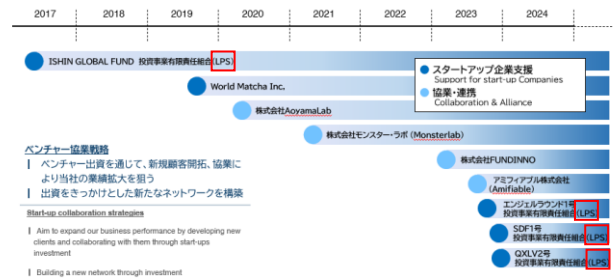 2017 2018 2019 2020 2021 2022 2023 2024
ISHIN GLOBAL FUND 投資事業有限責任組合(LPS)
スタートアップ企業支援
Support for start-up Companies
協業・連携
Collaboration & Alliance
World Matcha Inc.
株式会社AoyamaLab
株式会社モンスター・ラボ (Monsterlab)
ベンチャー協業戦略
ベンチャー出資を通じて、新規顧客開拓、協業に
より当社の業績拡大を狙う
出資をきっかけとした新たなネットワークを構築
株式会社FUNDINNO
アミフィアブル株式会社
(Amifiable)
エンジェルラウンド1号
投資事業有限責任組合(LPS)
SDF1号
投資事業有限責任組合(LPS)
QXLV2号
投資事業有限責任組合(LPS)
Start-up collaboration strategies
Aim to expand our business performance by developing new
clients and collaborating with them through start-ups
investment
Building a new network through investment